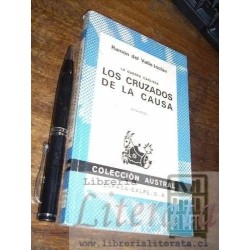 Ramón del Valle-Inclán
LA GUERRA CARLISTA
LOS CRUZADOS
DE LA CAUSA
COLECCIÓN AUSTRAL
ESPASA-CALPE, S.A.
Librería
Literata
www.librerialiterata.cl